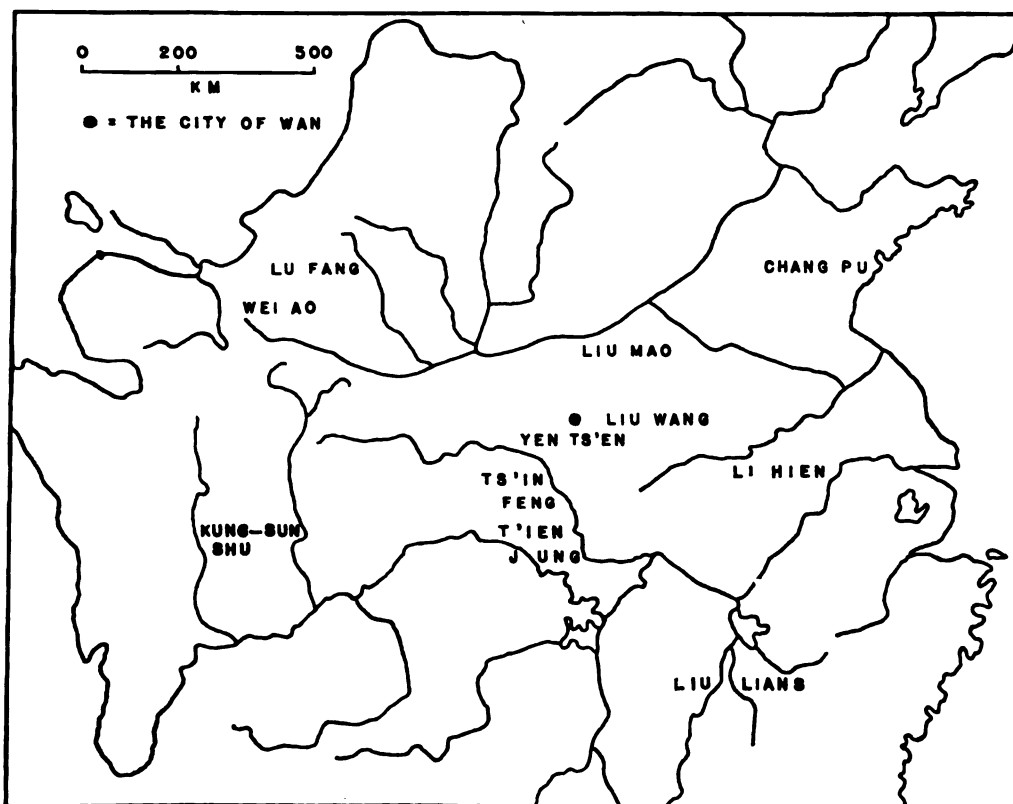 0 200 500
KM
● = THE CITY OF WAN
LU FANG
CHANG PU
WEI AO
LIU MAO
LIU WANG
YEN TS'EN
LI HIEN
TS'IN
FENG
KUNG-SUN
SHU
T'IEN
JUNG
LIU LIANS